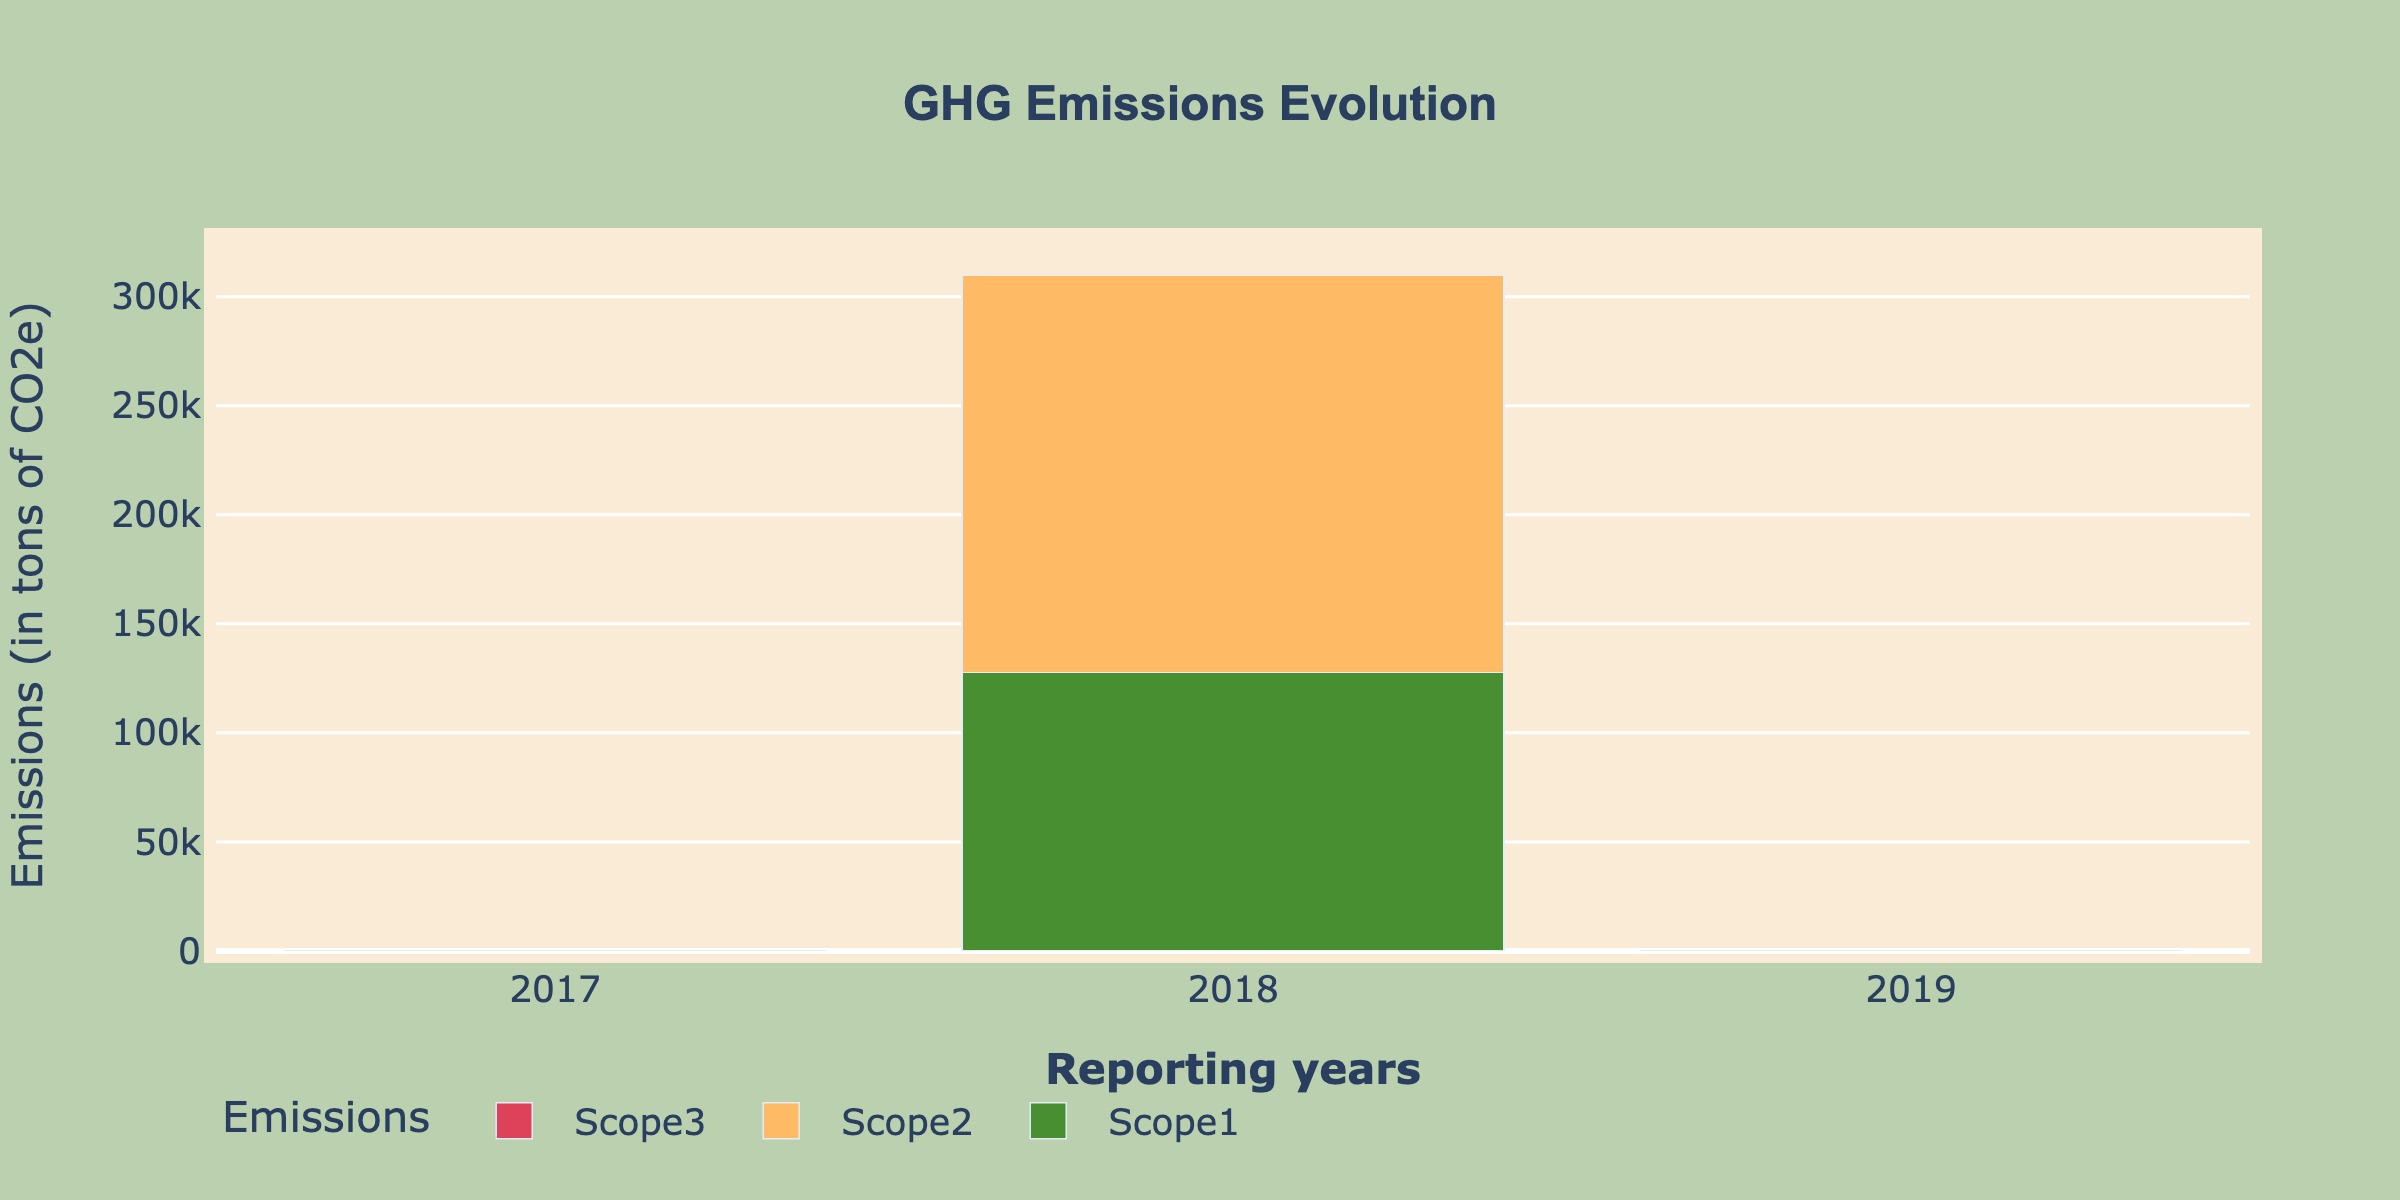 GHG Emissions Evolution
Emissions (in tons of CO2e)
300k
250k
200k
150k
100k
50k
0
2017
2018
2019
Reporting years
Emissions
Scope3
Scope2
Scope1